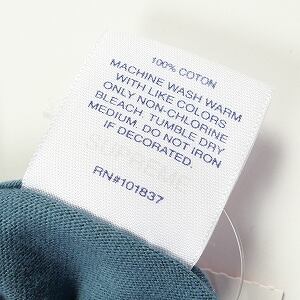 100% COTON
MACHINE WASH WARM
WITH LIKE COLORS
ONLY NON-CHLORINE
BLEACH. TUMBLE DRY
MEDIUM. DO NOT IRON
IF DECORATED.
SUPREME
RN#101837